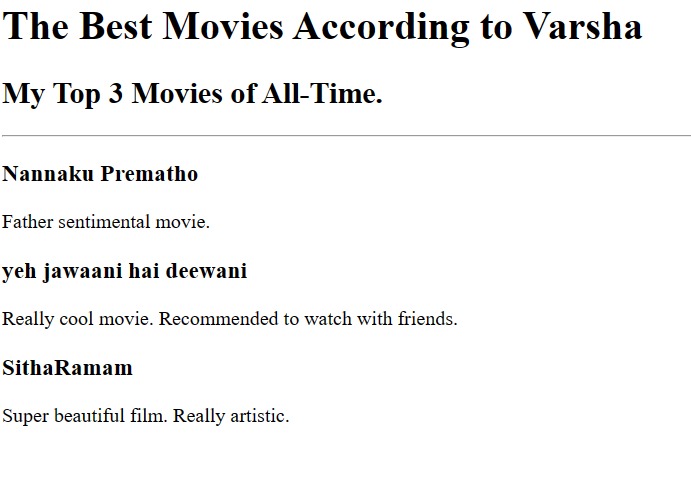 The Best Movies According to Varsha
My Top 3 Movies of All-Time.
Nannaku Prematho
Father sentimental movie.
yeh jawaani hai deewani
Really cool movie. Recommended to watch with friends.
SithaRamam
Super beautiful film. Really artistic.